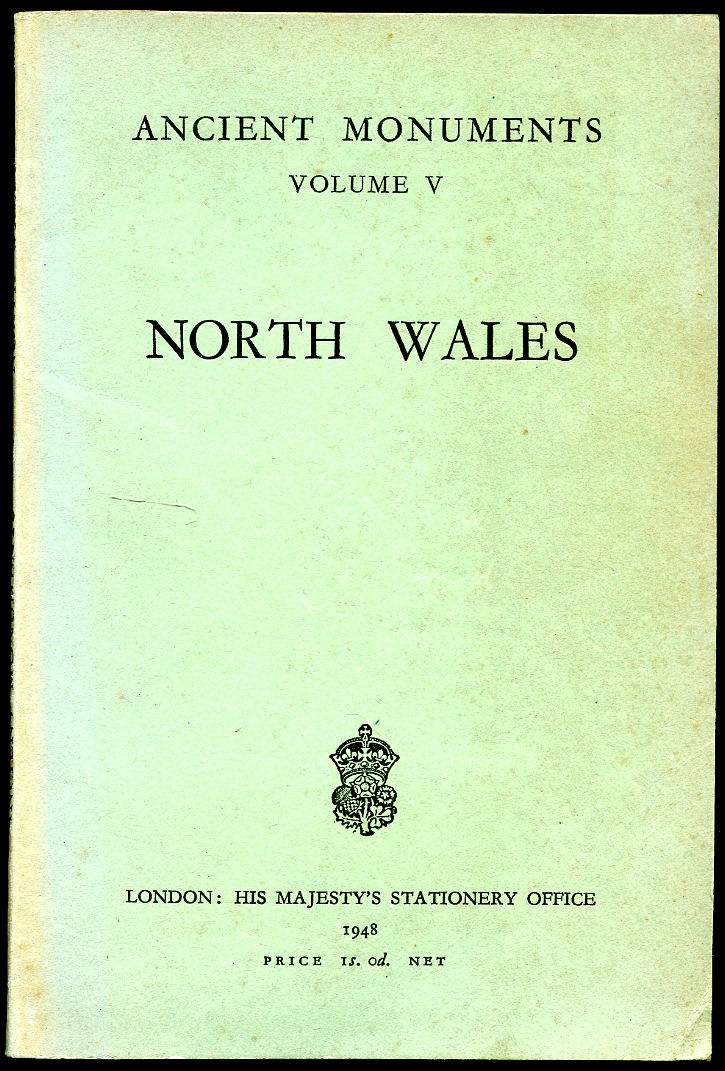 ANCIENT MONUMENTS
VOLUME V
NORTH WALES
LONDON: HIS MAJESTY'S STATIONERY OFFICE
1948
PRICE 1s. 0d. NET